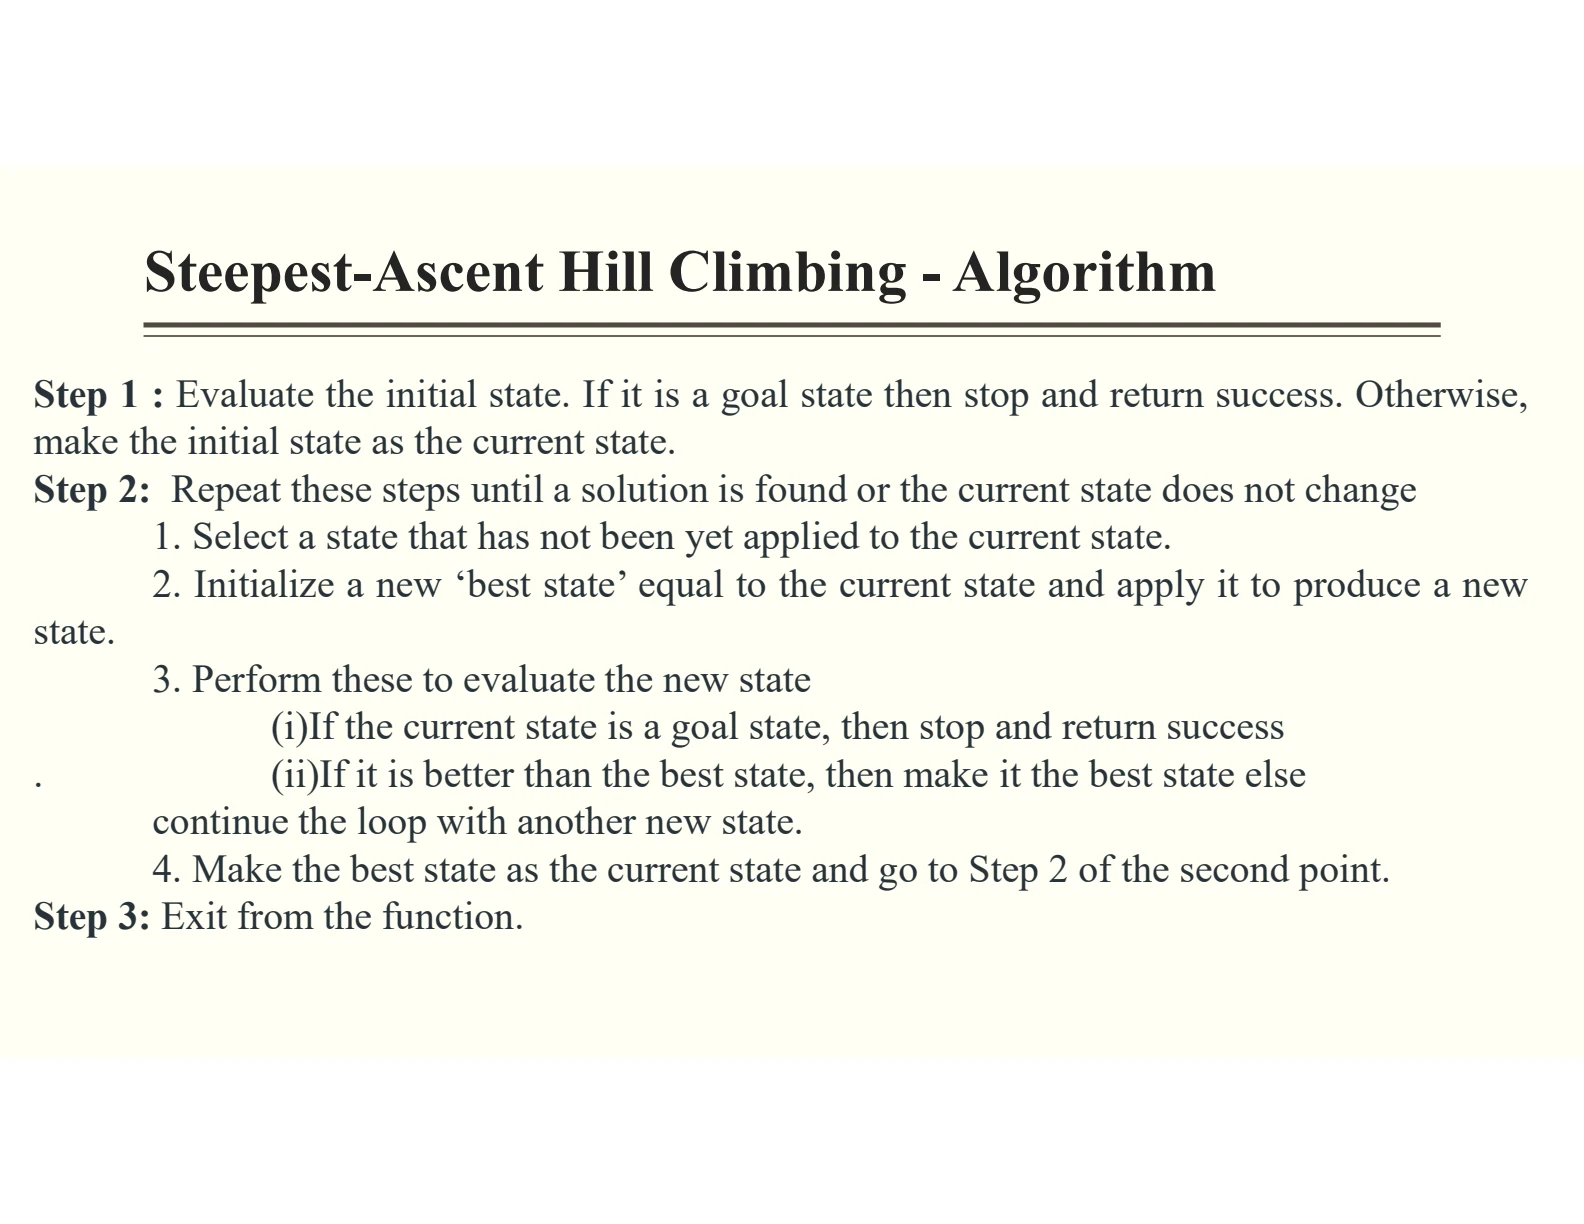 Steepest-Ascent Hill Climbing - Algorithm
Step 1 : Evaluate the initial state. If it is a goal state then stop and return success. Otherwise,
make the initial state as the current state.
Step 2:  Repeat these steps until a solution is found or the current state does not change
1. Select a state that has not been yet applied to the current state.
2. Initialize a new ‘best state’ equal to the current state and apply it to produce a new
state.
3. Perform these to evaluate the new state
(i)If the current state is a goal state, then stop and return success
. (ii)If it is better than the best state, then make it the best state else
continue the loop with another new state.
4. Make the best state as the current state and go to Step 2 of the second point.
Step 3: Exit from the function.